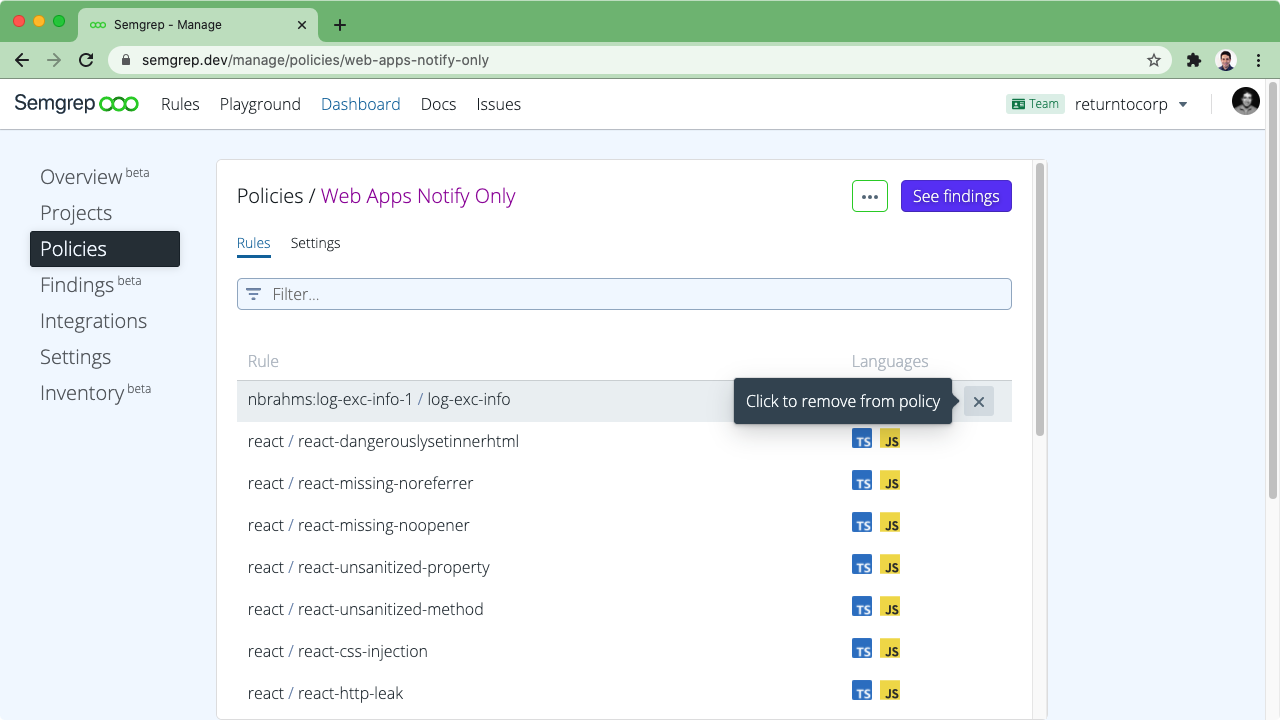 Semgrep - Manage
semgrep.dev/manage/policies/web-apps-notify-only
Semgrep Rules Playground Dashboard Docs Issues Team returntocorp
Overview beta
Projects
Policies
Findings beta
Integrations
Settings
Inventory beta
Policies / Web Apps Notify Only ••• See findings
Rules Settings
Filter...
Rule Languages
nbrahms:log-exc-info-1 / log-exc-info Click to remove from policy
react / react-dangerouslysetinnerhtml TS JS
react / react-missing-noreferrer TS JS
react / react-missing-noopener TS JS
react / react-unsanitized-property TS JS
react / react-unsanitized-method TS JS
react / react-css-injection TS JS
react / react-http-leak TS JS